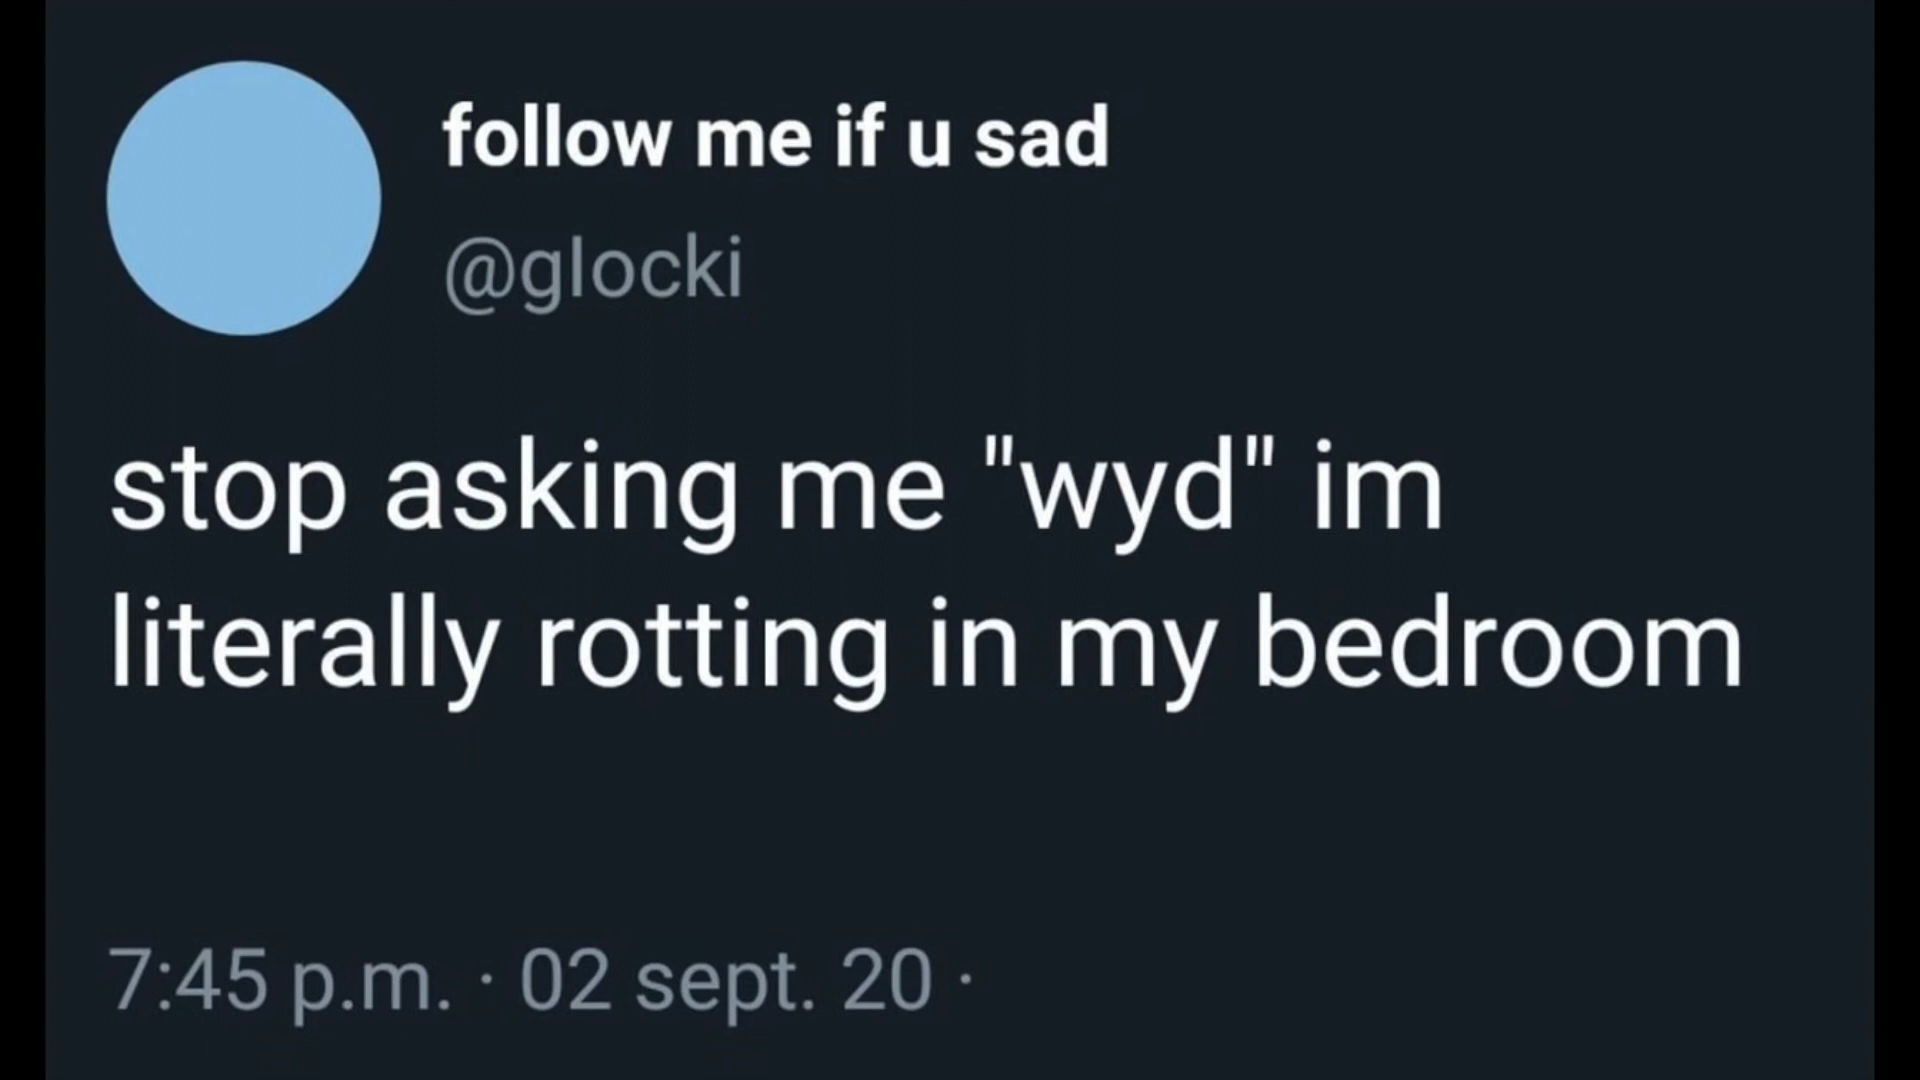 follow me if u sad
@glocki
stop asking me "wyd" im
literally rotting in my bedroom
7:45 p.m. · 02 sept. 20 ·